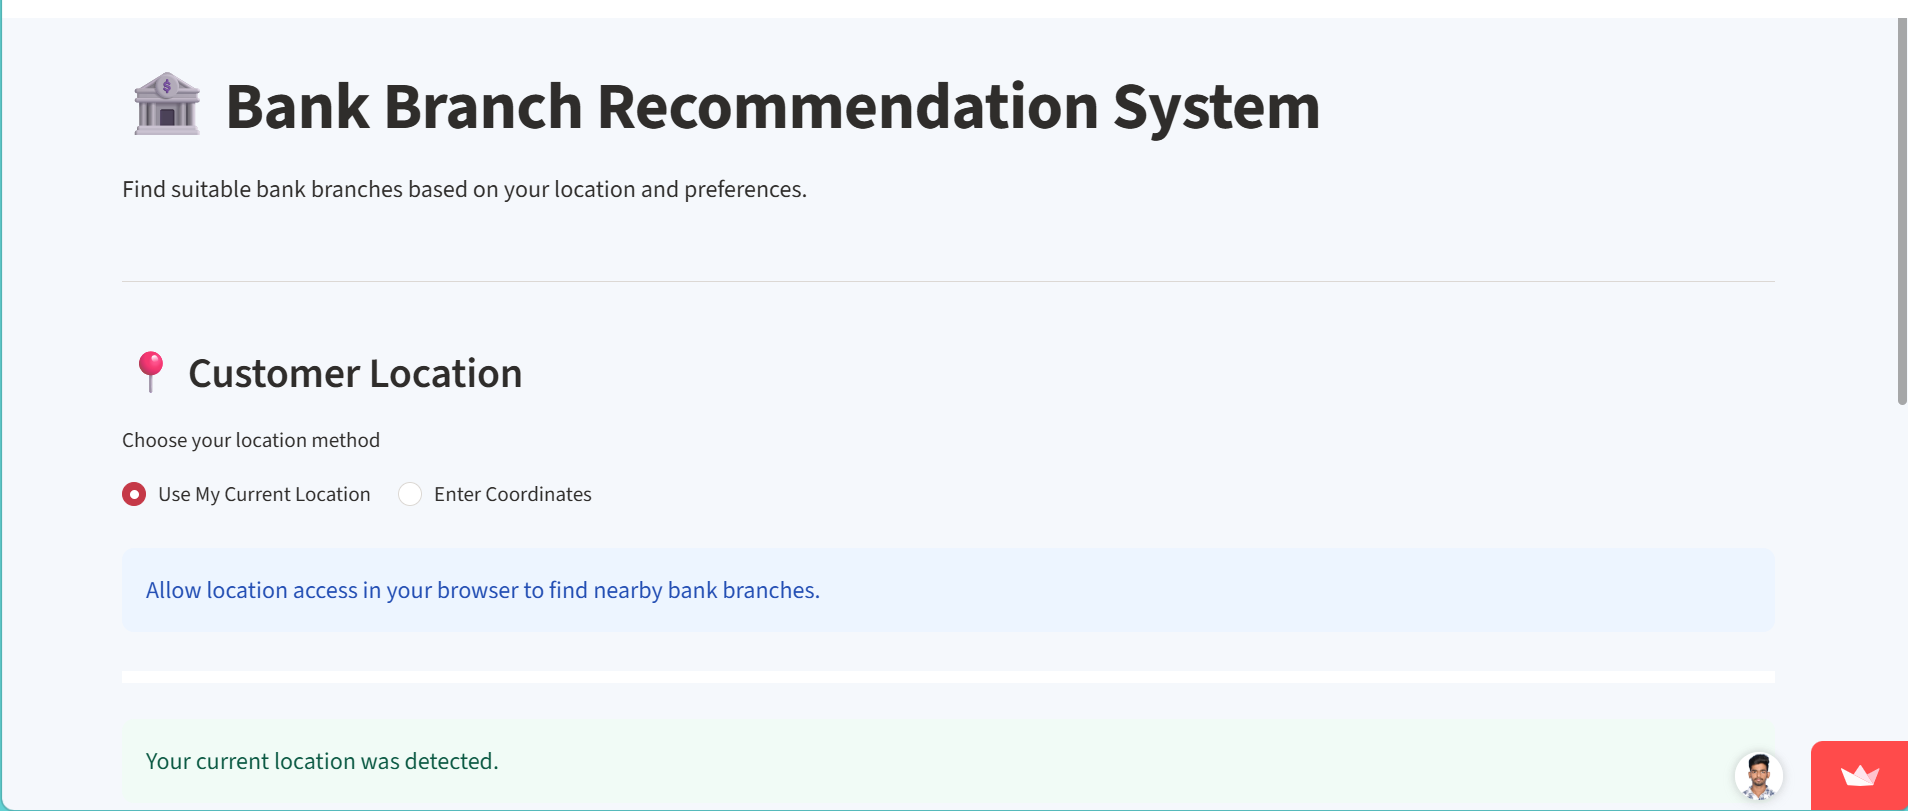 Bank Branch Recommendation System
Find suitable bank branches based on your location and preferences.
Customer Location
Choose your location method
Use My Current Location
Enter Coordinates
Allow location access in your browser to find nearby bank branches.
Your current location was detected.